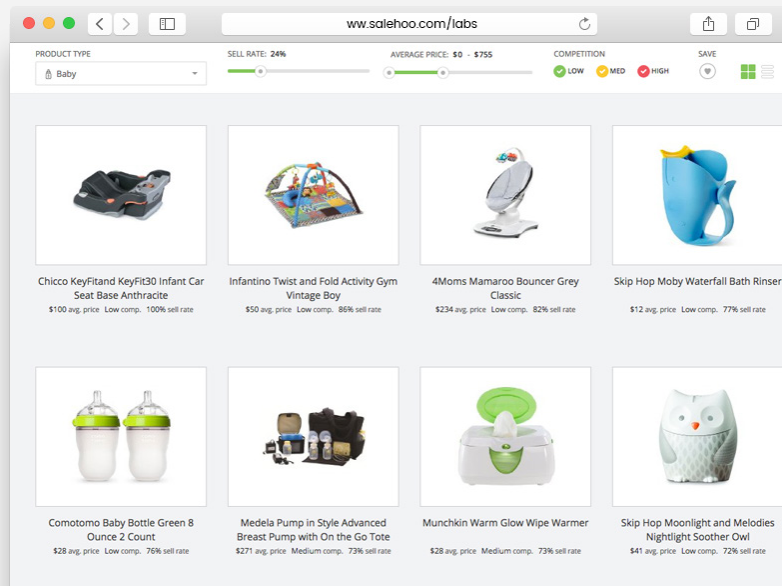 ww.salehoo.com/labs
PRODUCT TYPE
Baby
SELL RATE: 24%
AVERAGE PRICE: $0 - $755
COMPETITION
LOW MED HIGH
SAVE
Chicco KeyFitand KeyFit30 Infant Car
Seat Base Anthracite
$100 avg. price Low comp. 100% sell rate
Infantino Twist and Fold Activity Gym
Vintage Boy
$50 avg. price Low comp. 86% sell rate
4Moms Mamaroo Bouncer Grey
Classic
$234 avg. price Low comp. 82% sell rate
Skip Hop Moby Waterfall Bath Rinser
$12 avg. price Low comp. 77% sell rate
Comotomo Baby Bottle Green 8
Ounce 2 Count
$28 avg. price Low comp. 76% sell rate
Medela Pump in Style Advanced
Breast Pump with On the Go Tote
$271 avg. price Medium comp. 73% sell rate
Munchkin Warm Glow Wipe Warmer
$28 avg. price Medium comp. 73% sell rate
Skip Hop Moonlight and Melodies
Nightlight Soother Owl
$41 avg. price Low comp. 72% sell rate